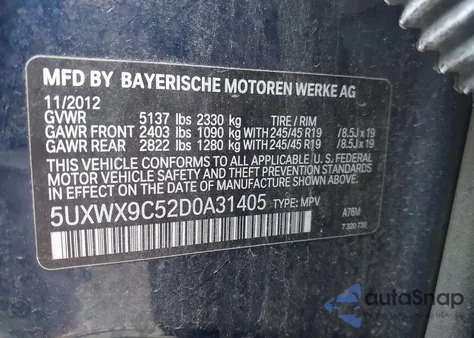 MFD BY BAYERISCHE MOTOREN WERKE AG
11/2012
GVWR 5137 lbs 2330 kg TIRE / RIM
GAWR FRONT 2403 lbs 1090 kg WITH 245/45 R19 / 8.5J x 19
GAWR REAR 2822 lbs 1280 kg WITH 245/45 R19 / 8.5J x 19
THIS VEHICLE CONFORMS TO ALL APPLICABLE U.S. FEDERAL
MOTOR VEHICLE SAFETY AND THEFT PREVENTION STANDARDS
IN EFFECT ON THE DATE OF MANUFACTURE SHOWN ABOVE.
5UXWX9C52D0A31405 TYPE: MPV
A76M
7 320 730
autoSnap